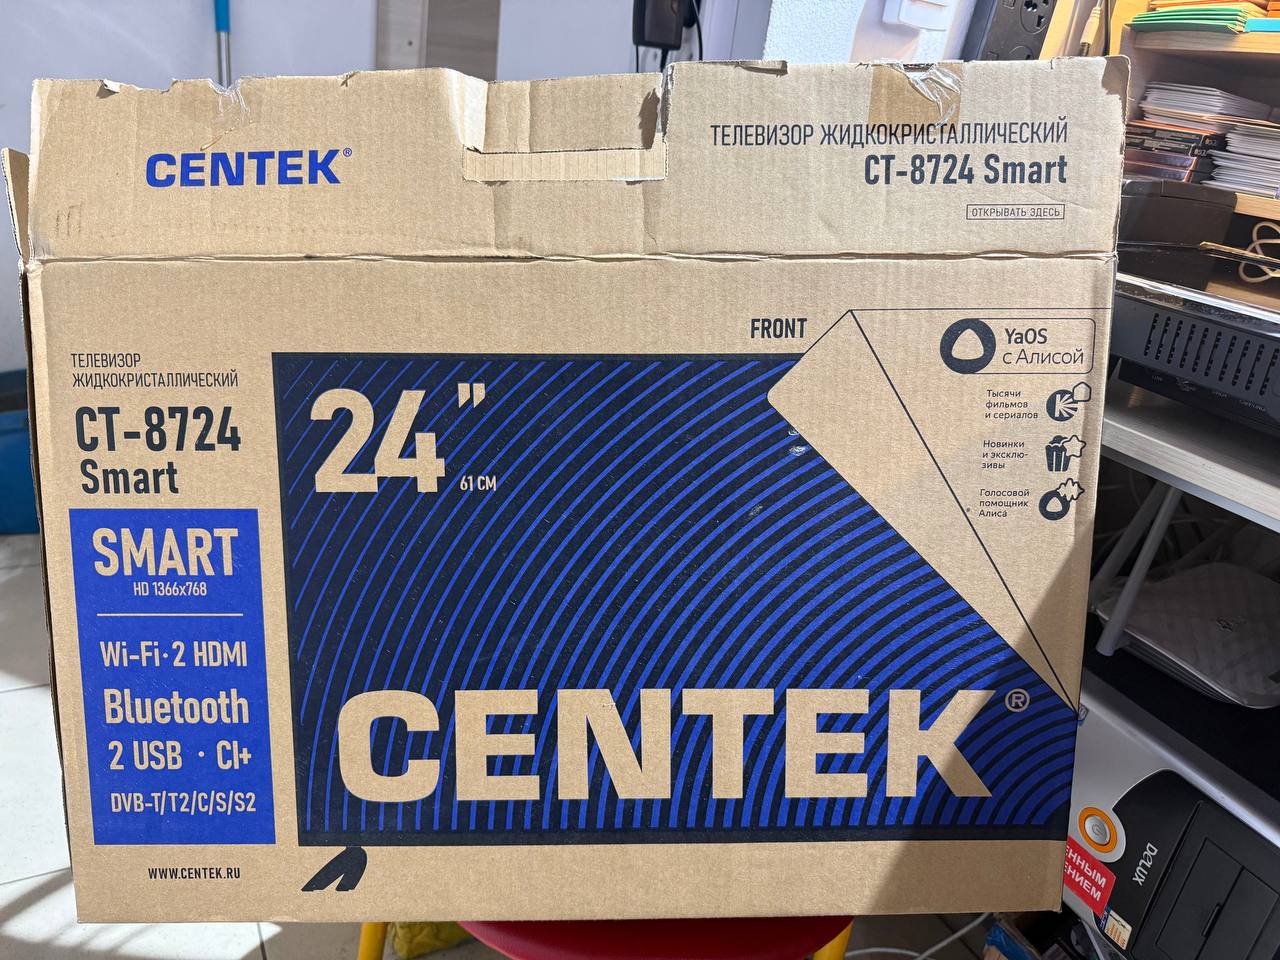 CENTEK®
ТЕЛЕВИЗОР ЖИДКОКРИСТАЛЛИЧЕСКИЙ
CT-8724 Smart
ОТКРЫВАТЬ ЗДЕСЬ
FRONT
YaOS
с Алисой
Тысячи
фильмов
и сериалов
Новинки
и эксклю-
зивы
Голосовой
помощник
Алиса
ТЕЛЕВИЗОР
ЖИДКОКРИСТАЛЛИЧЕСКИЙ
CT-8724
Smart
SMART
HD 1366x768
Wi-Fi·2 HDMI
Bluetooth
2 USB · CI+
DVB-T/T2/C/S/S2
WWW.CENTEK.RU
24"
61 CM
CENTEK®
DELUX